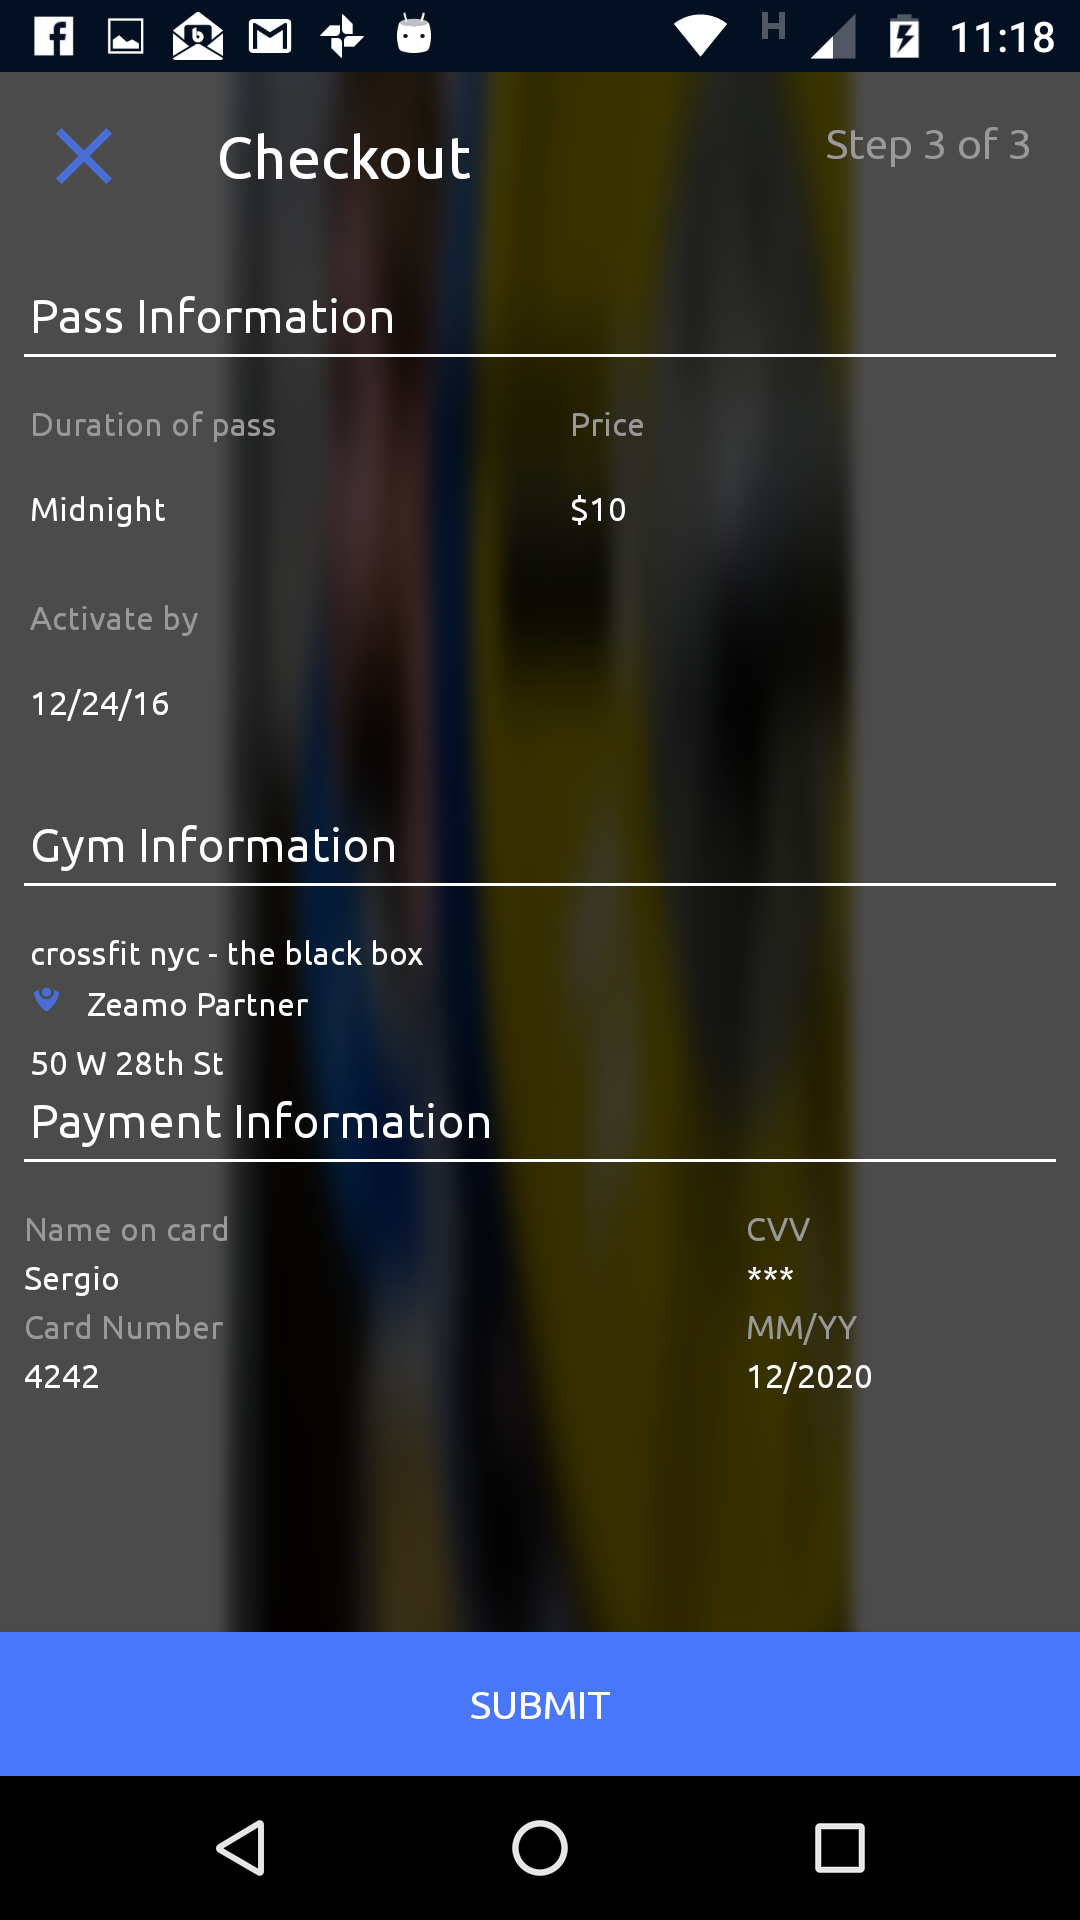 H 11:18
Checkout
Step 3 of 3
Pass Information
Duration of pass Price
Midnight $10
Activate by
12/24/16
Gym Information
crossfit nyc - the black box
Zeamo Partner
50 W 28th St
Payment Information
Name on card CVV
Sergio ***
Card Number MM/YY
4242 12/2020
SUBMIT